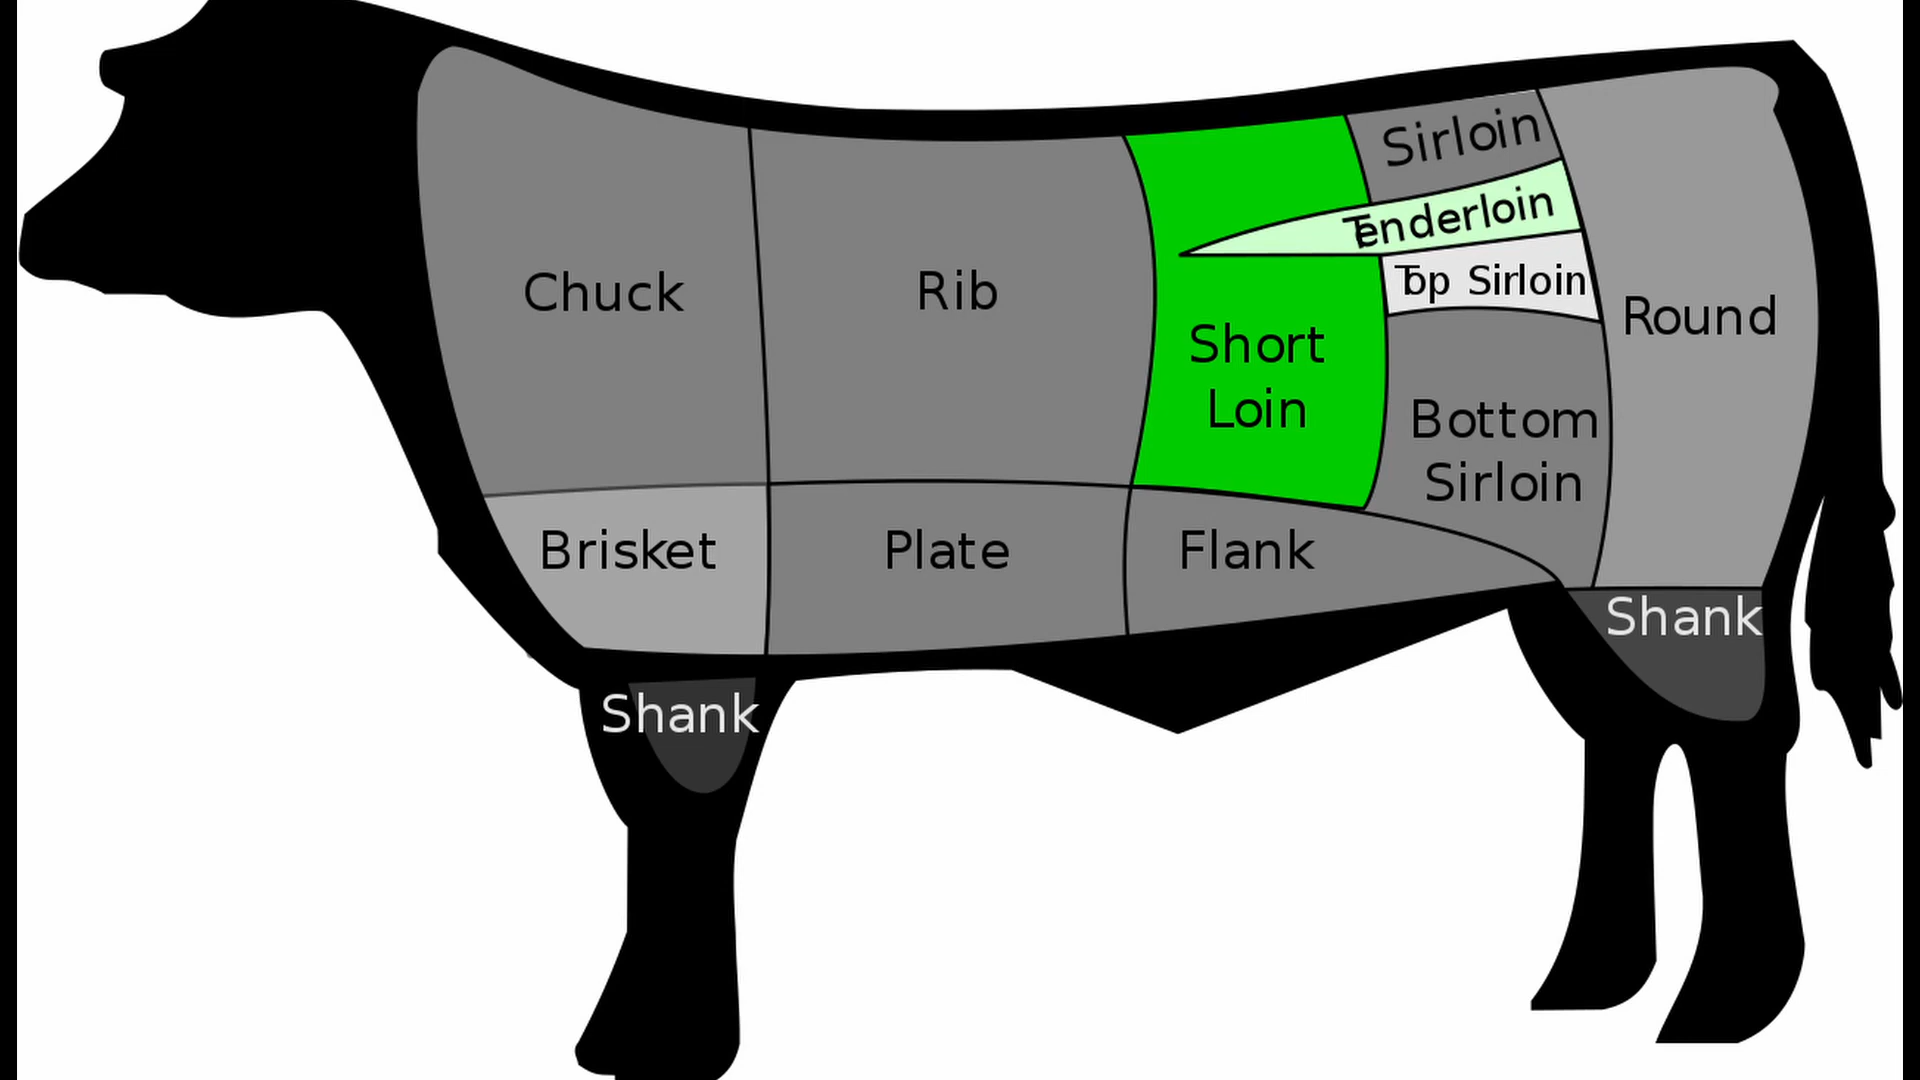 Sirloin
Tenderloin
Top Sirloin
Chuck
Rib
Short
Loin
Round
Bottom
Sirloin
Brisket
Plate
Flank
Shank
Shank